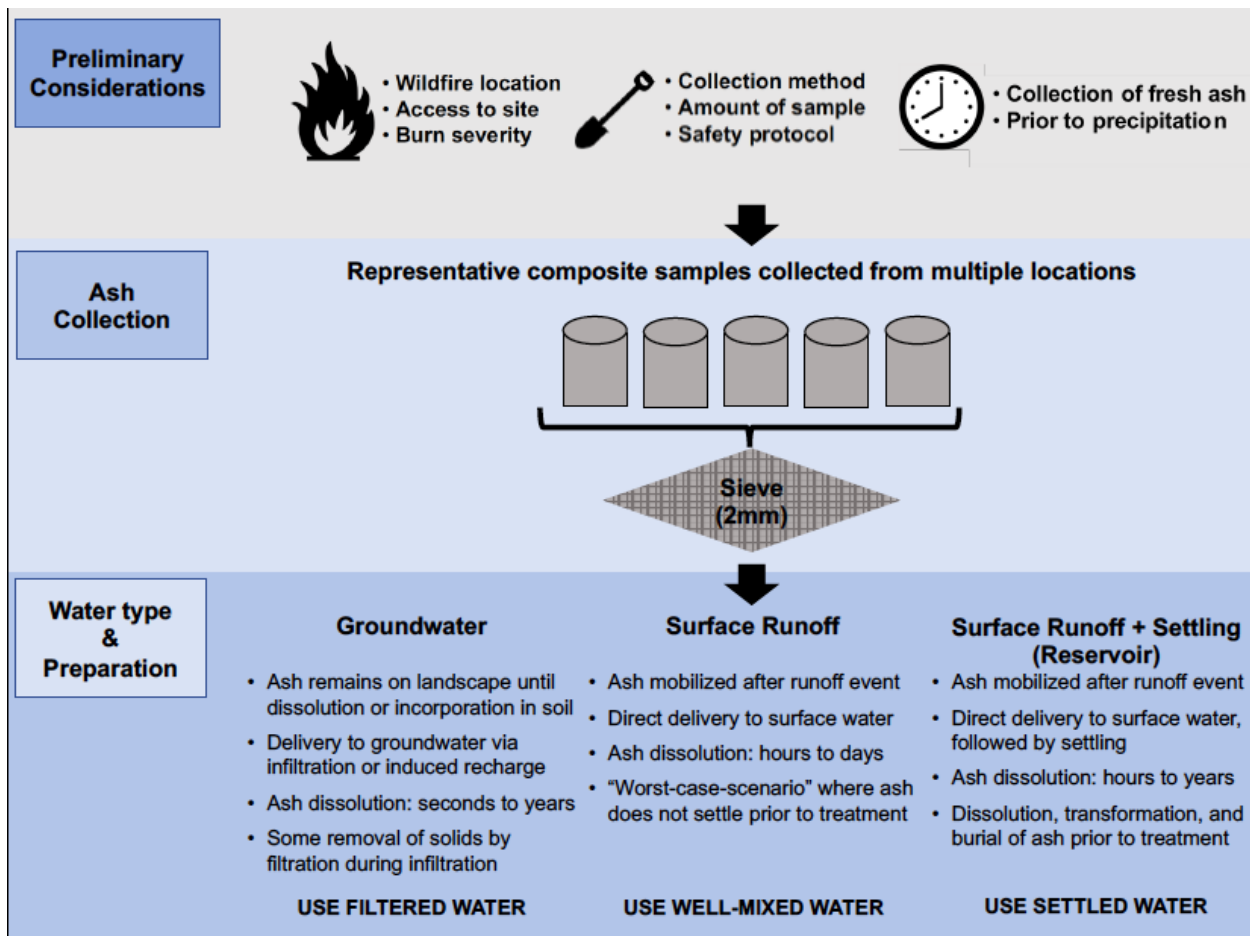 Preliminary
Considerations
• Wildfire location
• Access to site
• Burn severity
• Collection method
• Amount of sample
• Safety protocol
• Collection of fresh ash
• Prior to precipitation
Ash
Collection
Representative composite samples collected from multiple locations
Sieve
(2mm)
Water type
&
Preparation
Groundwater
• Ash remains on landscape until
dissolution or incorporation in soil
• Delivery to groundwater via
infiltration or induced recharge
• Ash dissolution: seconds to years
• Some removal of solids by
filtration during infiltration
USE FILTERED WATER
Surface Runoff
• Ash mobilized after runoff event
• Direct delivery to surface water
• Ash dissolution: hours to days
• “Worst-case-scenario” where ash
does not settle prior to treatment
USE WELL-MIXED WATER
Surface Runoff + Settling
(Reservoir)
• Ash mobilized after runoff event
• Direct delivery to surface water,
followed by settling
• Ash dissolution: hours to years
• Dissolution, transformation, and
burial of ash prior to treatment
USE SETTLED WATER